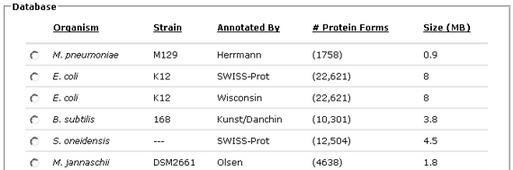 Database
Organism Strain Annotated By # Protein Forms Size (MB)
M. pneumoniae M129 Herrmann (1758) 0.9
E. coli K12 SWISS-Prot (22,621) 8
E. coli K12 Wisconsin (22,621) 8
B. subtilis 168 Kunst/Danchin (10,301) 3.8
S. oneidensis --- SWISS-Prot (12,504) 4.5
M. jannaschii DSM2661 Olsen (4638) 1.8